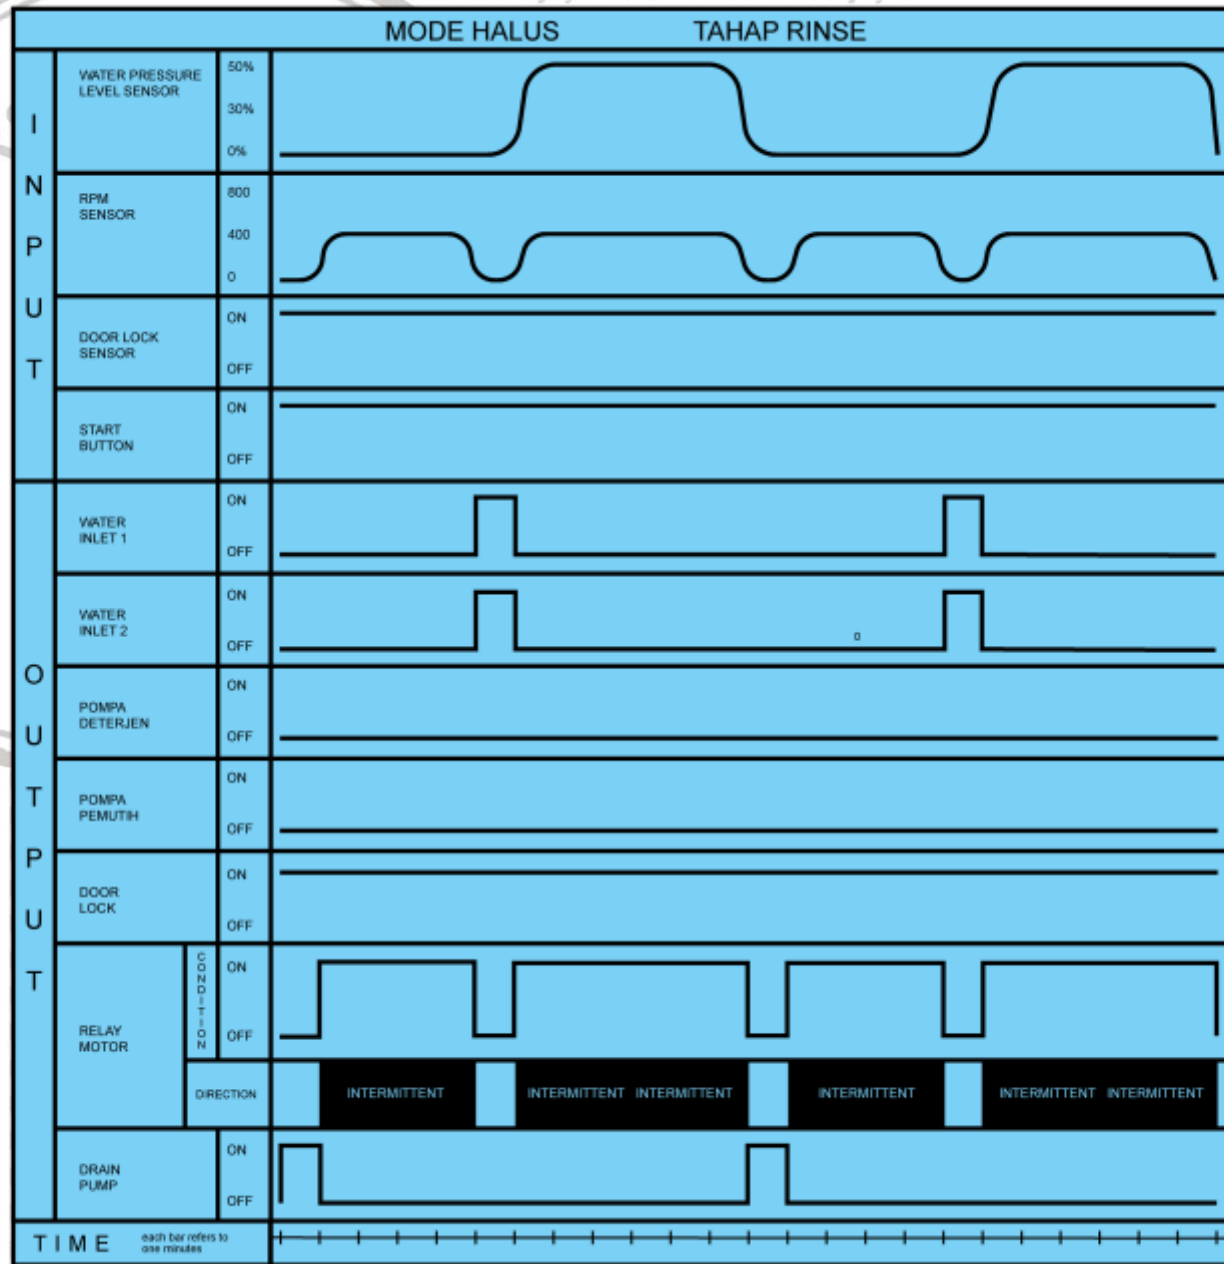 MODE HALUS TAHAP RINSE
INPUT
WATER PRESSURE
LEVEL SENSOR
50%
30%
0%
RPM
SENSOR
800
400
0
DOOR LOCK
SENSOR
ON
OFF
START
BUTTON
ON
OFF
OUTPUT
WATER
INLET 1
ON
OFF
WATER
INLET 2
ON
OFF
0
POMPA
DETERJEN
ON
OFF
POMPA
PEMUTIH
ON
OFF
DOOR
LOCK
ON
OFF
RELAY
MOTOR
CONDITION
ON
OFF
DIRECTION
INTERMITTENT INTERMITTENT INTERMITTENT INTERMITTENT INTERMITTENT INTERMITTENT
DRAIN
PUMP
ON
OFF
TIME
each bar refers to
one minutes